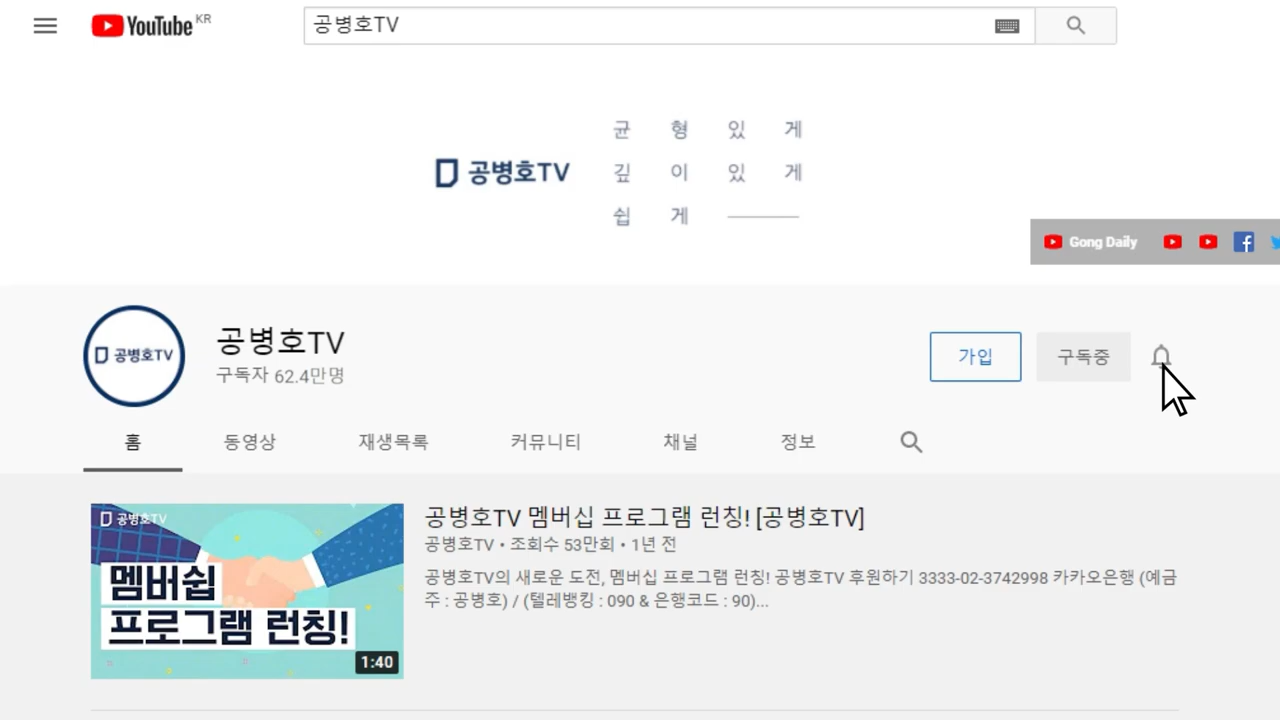 YouTube KR
공병호TV
균형있게
공병호TV
깊이있게
쉽게
Gong Daily
공병호TV
공병호TV
구독자 62.4만명
가입
구독중
홈
동영상
재생목록
커뮤니티
채널
정보
공병호TV
멤버쉽
프로그램 런칭!
1:40
공병호TV 멤버십 프로그램 런칭! [공병호TV]
공병호TV • 조회수 53만회 • 1년 전
공병호TV의 새로운 도전, 멤버십 프로그램 런칭! 공병호TV 후원하기 3333-02-3742998 카카오은행 (예금
주 : 공병호) / (텔레뱅킹 : 090 & 은행코드 : 90)...